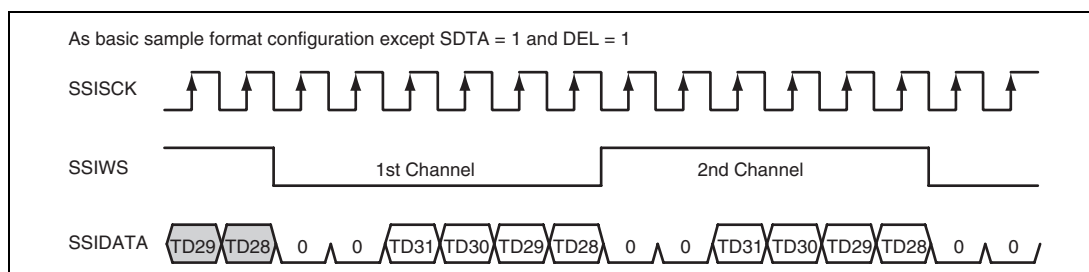 As basic sample format configuration except SDTA = 1 and DEL = 1
SSISCK
SSIWS 1st Channel 2nd Channel
SSIDATA TD29 TD28 0 0 TD31 TD30 TD29 TD28 0 0 TD31 TD30 TD29 TD28 0 0